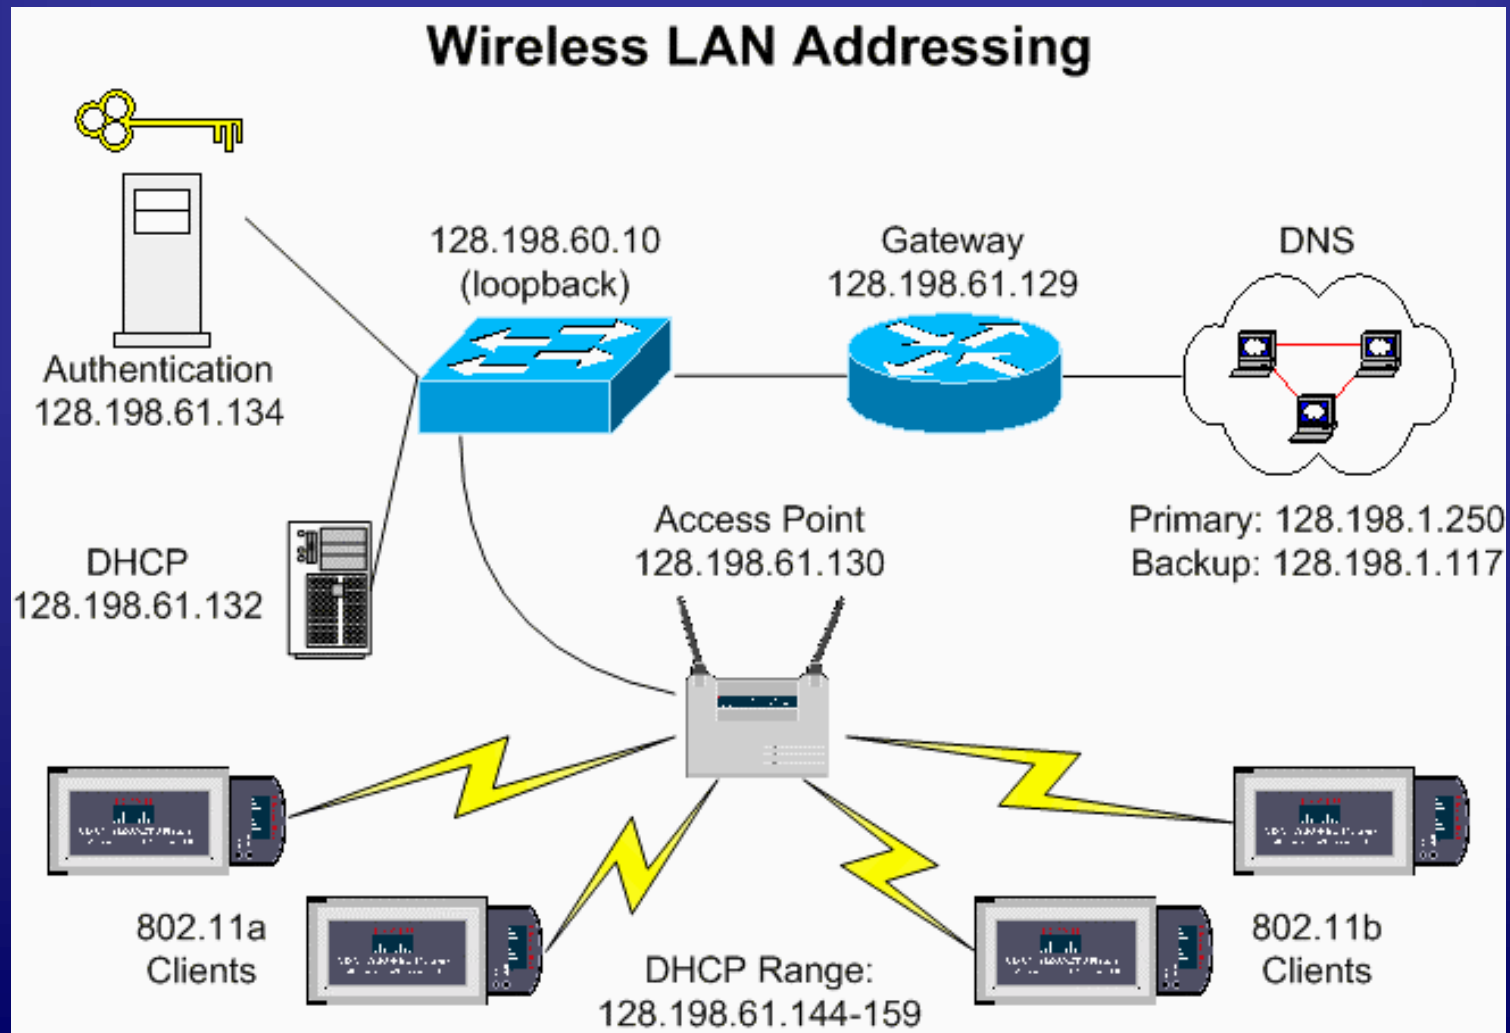 Wireless LAN Addressing
128.198.60.10
(loopback)
Gateway
128.198.61.129
DNS
Authentication
128.198.61.134
Access Point
128.198.61.130
Primary: 128.198.1.250
Backup: 128.198.1.117
DHCP
128.198.61.132
802.11a
Clients
DHCP Range:
128.198.61.144-159
802.11b
Clients